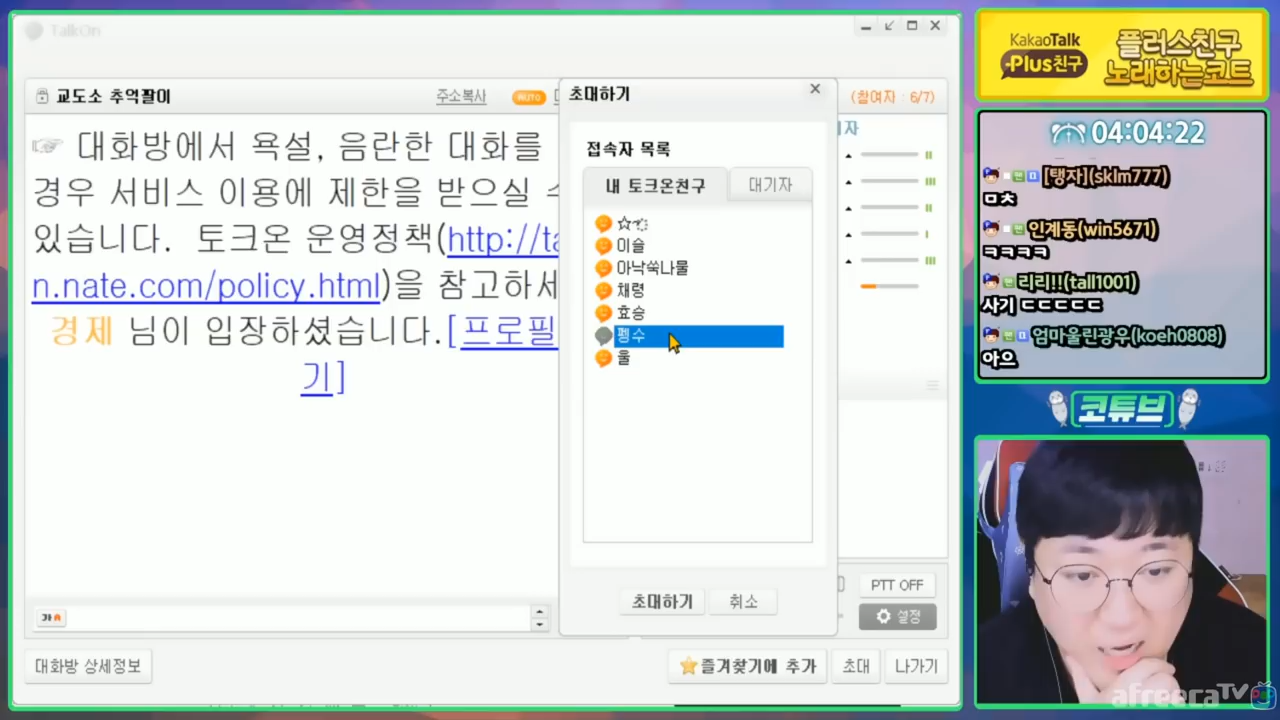 TalkOn
교도소 추억팔이
주소복사
AUTO
(참여자 : 6/7)
☞ 대화방에서 욕설, 음란한 대화를
경우 서비스 이용에 제한을 받으실 수
있습니다. 토크온 운영정책(http://ta
n.nate.com/policy.html)을 참고하세
경제 님이 입장하셨습니다.[프로필
기]
초대하기
접속자 목록
내 토크온친구
대기자
이슬
아낙쑥나물
채령
효승
펭수
울
초대하기
취소
PTT OFF
설정
대화방 상세정보
즐겨찾기에 추가
초대
나가기
KakaoTalk
Plus친구
플러스친구
노래하는코트
04:04:22
[탱자](sklm777)
ㅁㅊ
인계동(win5671)
ㅋㅋㅋㅋ
리리!!(tall1001)
사기 ㄷㄷㄷㄷㄷ
엄마울린광우(koeh0808)
아으
코튜브
afreecaTV